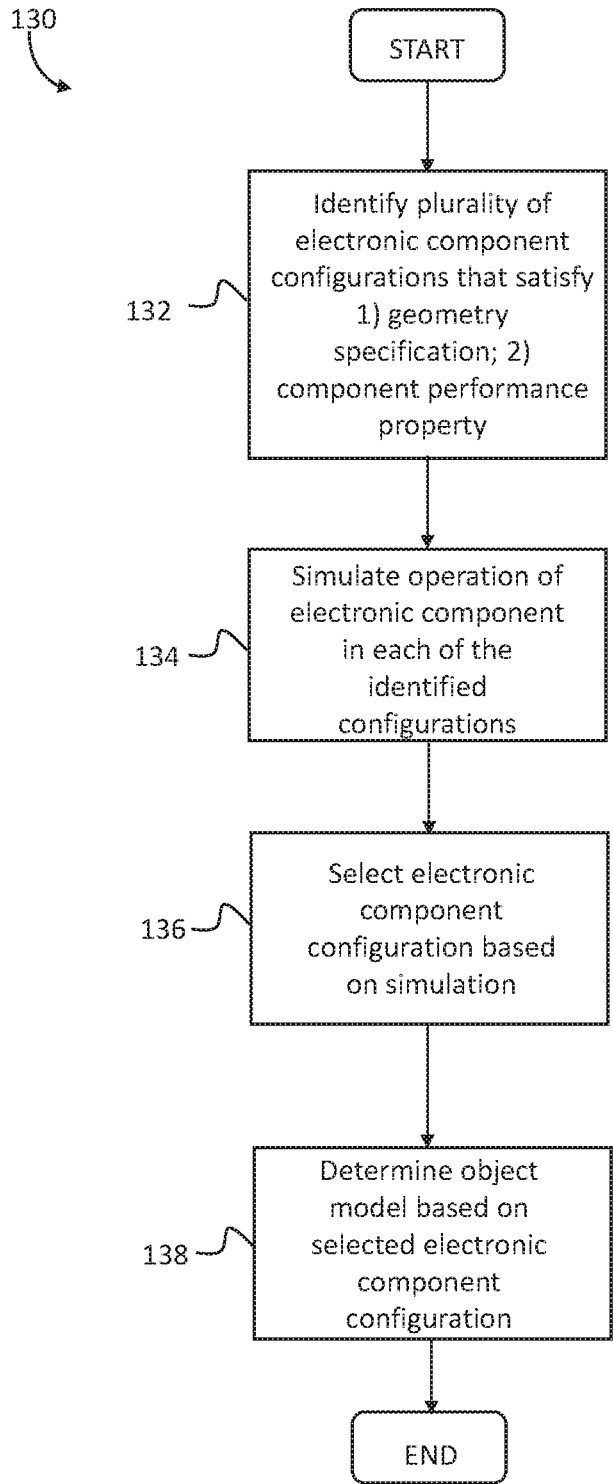 130
START
Identify plurality of
electronic component
configurations that satisfy
1) geometry
specification; 2)
component performance
property
132
Simulate operation of
electronic component
in each of the
identified
configurations
134
Select electronic
component
configuration based
on simulation
136
Determine object
model based on
selected electronic
component
configuration
138
END